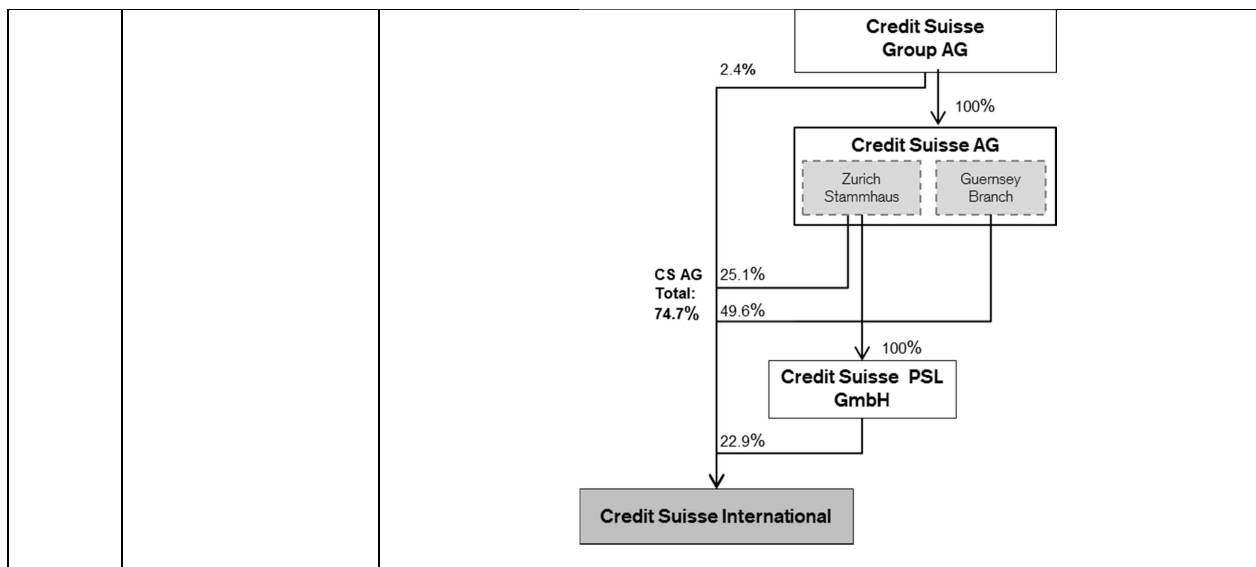 Credit Suisse
Group AG
2.4%
100%
Credit Suisse AG
Zurich
Stammhaus
Guernsey
Branch
CS AG
Total:
74.7%
25.1%
49.6%
100%
Credit Suisse PSL
GmbH
22.9%
Credit Suisse International